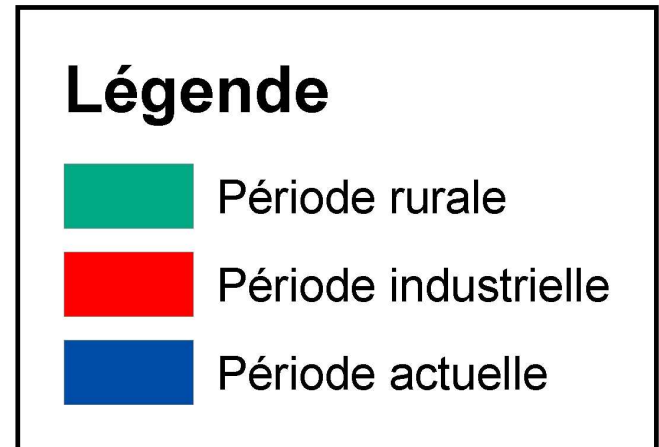 Légende
Période rurale
Période industrielle
Période actuelle